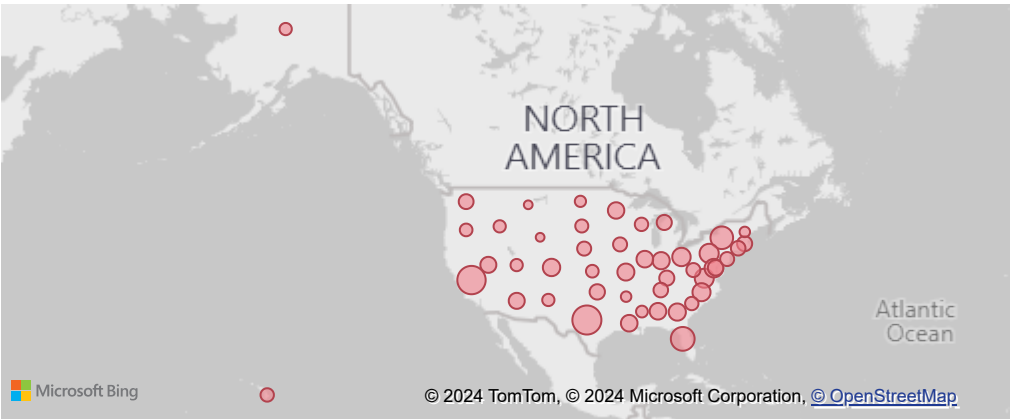 NORTH
AMERICA
Atlantic
Ocean
Microsoft Bing
© 2024 TomTom, © 2024 Microsoft Corporation, © OpenStreetMap